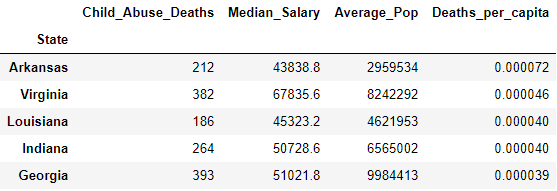 Child_Abuse_Deaths Median_Salary Average_Pop Deaths_per_capita
State
Arkansas 212 43838.8 2959534 0.000072
Virginia 382 67835.6 8242292 0.000046
Louisiana 186 45323.2 4621953 0.000040
Indiana 264 50728.6 6565002 0.000040
Georgia 393 51021.8 9984413 0.000039